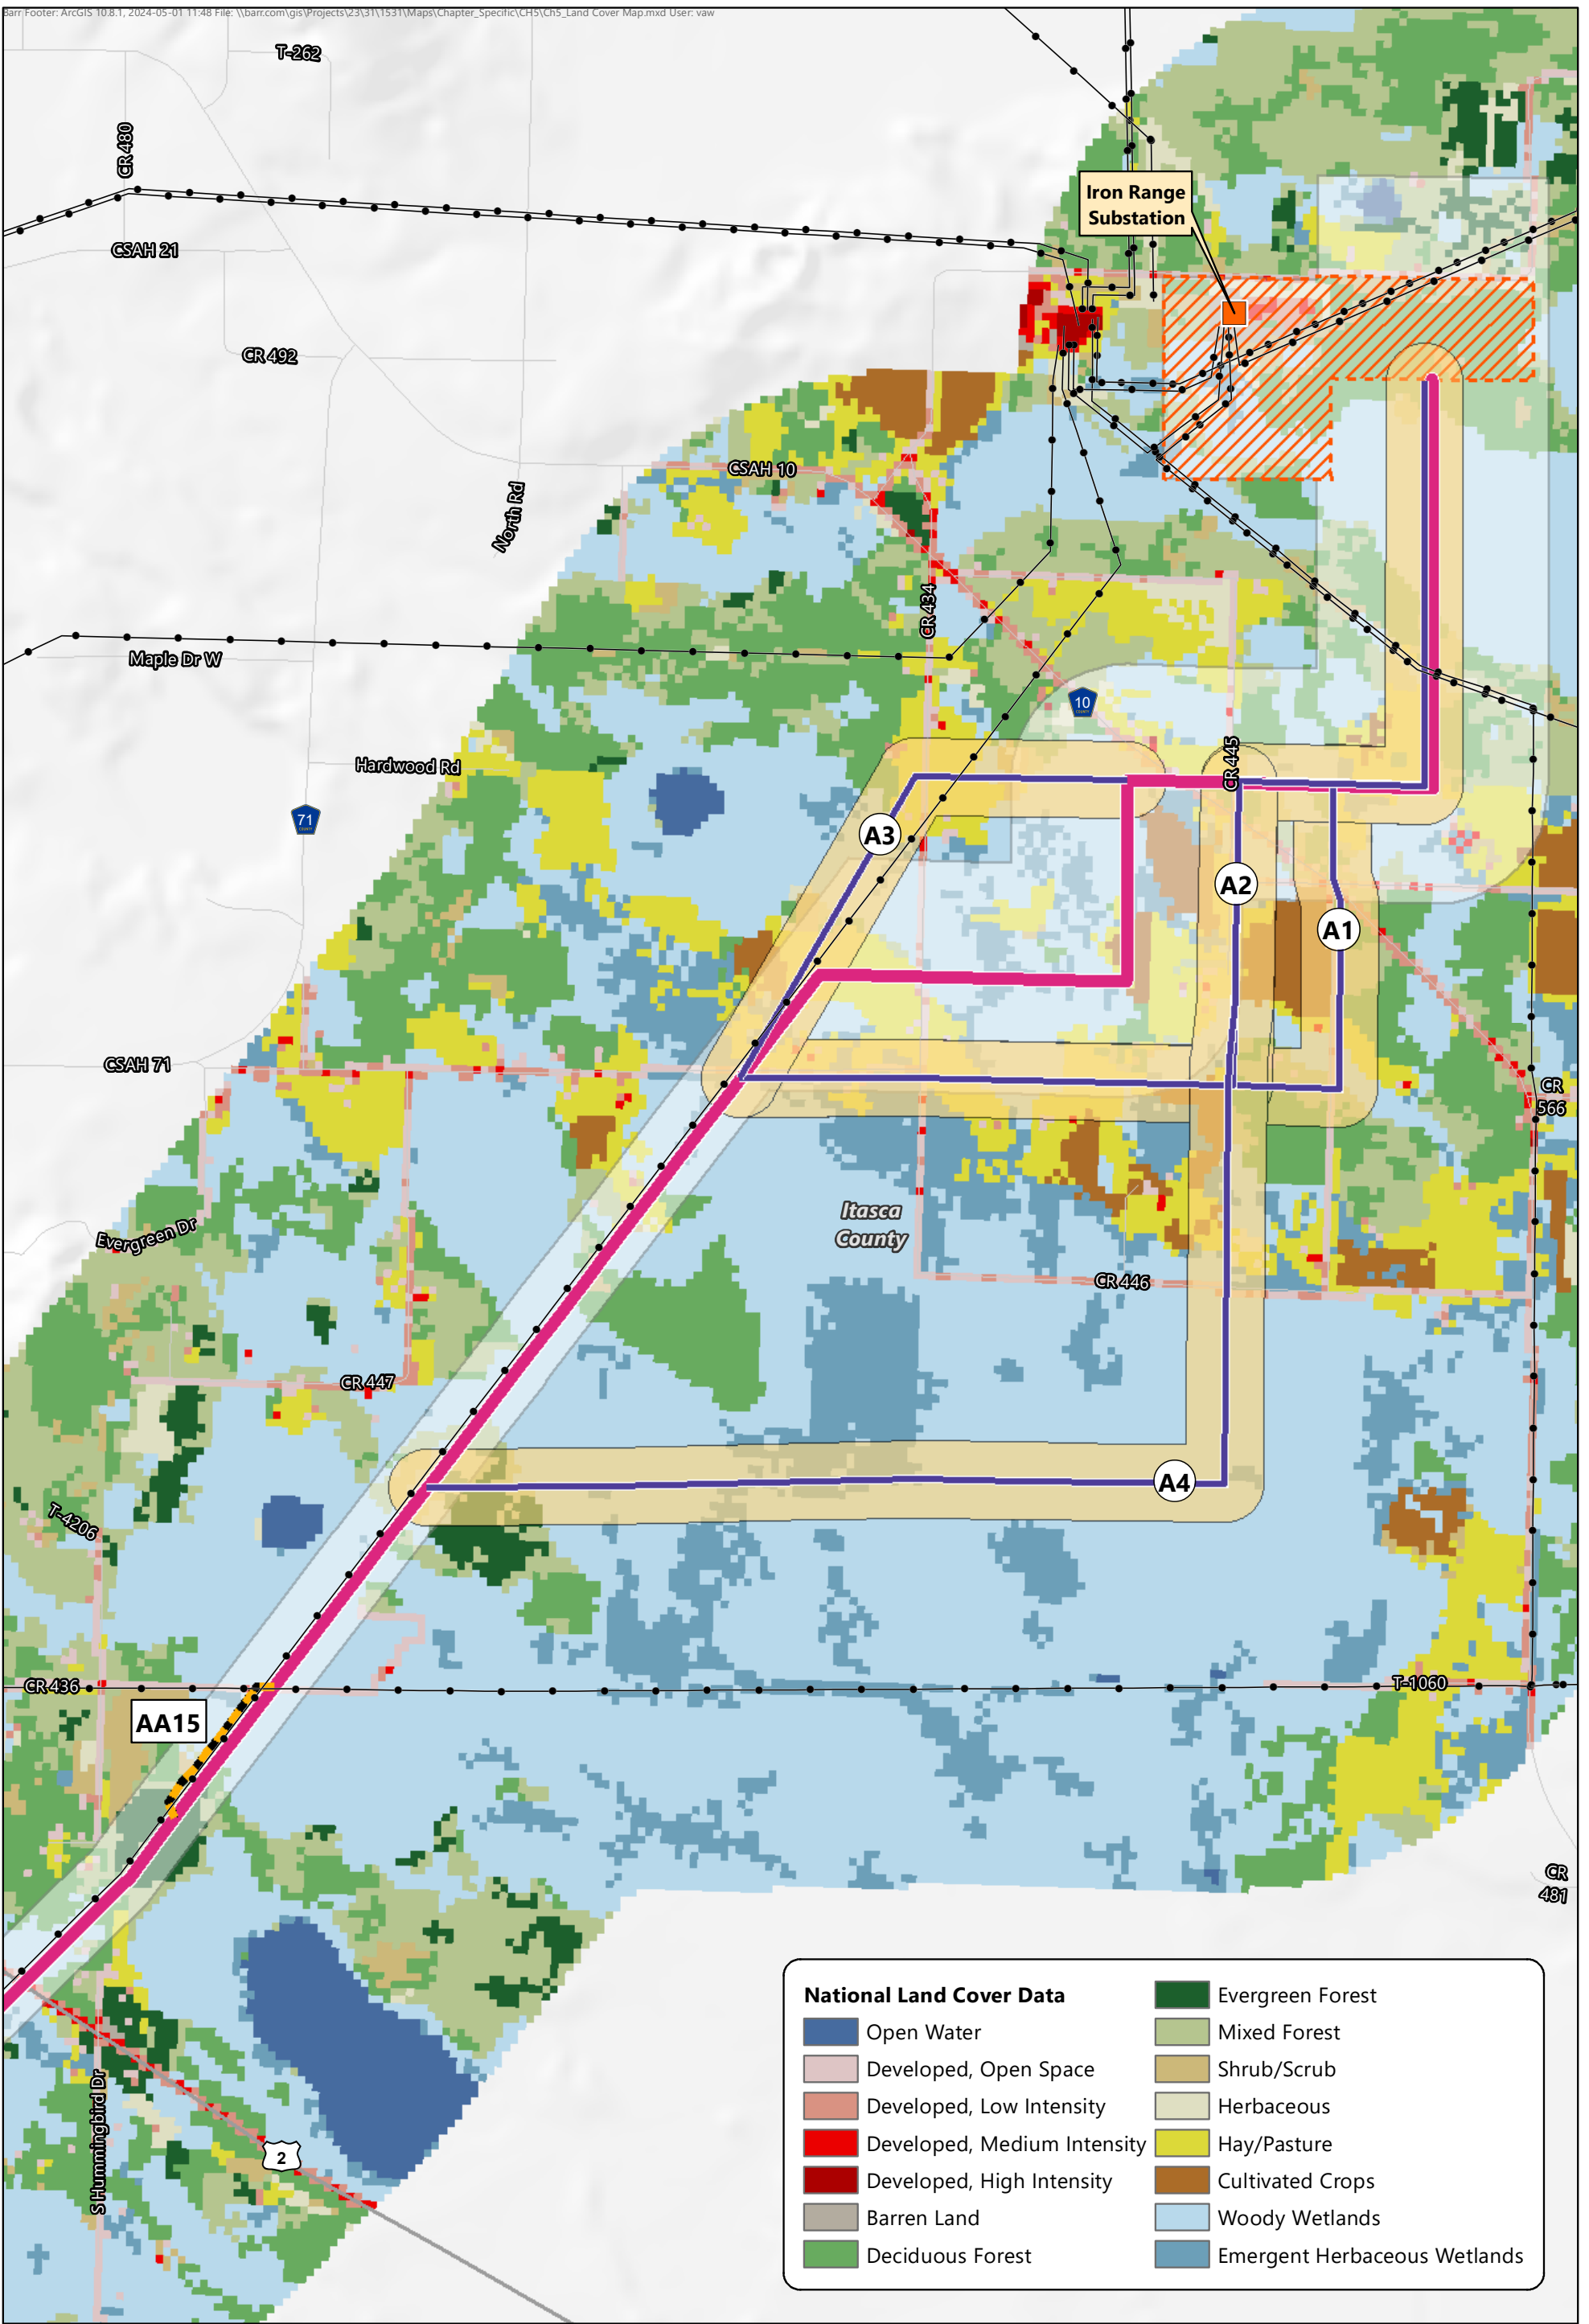 Barr Footer: ArcGIS 10.8.1, 2024-05-01 11:48 File: \\barr.com\gis\Projects\23\31\1531\Maps\Chapter_Specific\CH5\Ch5_Land Cover Map.mxd User: vaw
T-262
CR 480
Iron Range
Substation
CSAH 21
CR 492
CSAH 10
North Rd
CR 434
Maple Dr W
10
COUNTY
CR 445
Hardwood Rd
71
COUNTY
A3
A2
A1
CSAH 71
CR
566
Itasca
County
Evergreen Dr
CR 446
CR 447
A4
T-4206
CR 436
T-1060
AA15
CR
481
S Hummingbird Dr
2
National Land Cover Data
Open Water
Developed, Open Space
Developed, Low Intensity
Developed, Medium Intensity
Developed, High Intensity
Barren Land
Deciduous Forest
Evergreen Forest
Mixed Forest
Shrub/Scrub
Herbaceous
Hay/Pasture
Cultivated Crops
Woody Wetlands
Emergent Herbaceous Wetlands